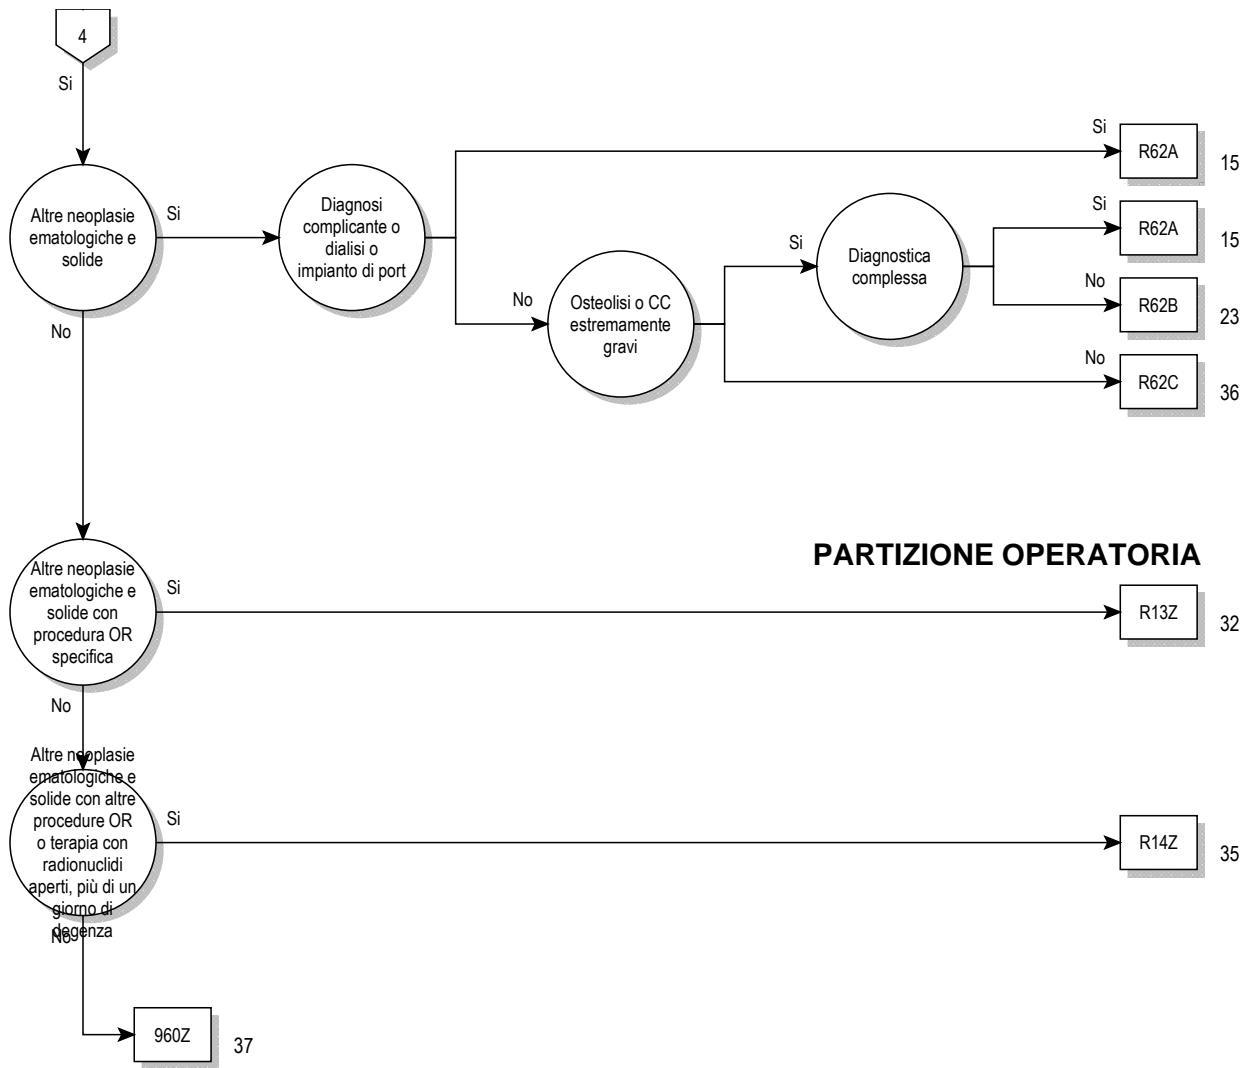 4
Si
Altre neoplasie
ematologiche e
solide
Si
Diagnosi
complicante o
dialisi o
impianto di port
Si
R62A
15
No
Osteolisi o CC
estremamente
gravi
Si
Diagnostica
complessa
Si
R62A
15
No
R62B
23
No
R62C
36
No
PARTIZIONE OPERATORIA
Altre neoplasie
ematologiche e
solide con
procedura OR
specifica
Si
R13Z
32
No
Altre neoplasie
ematologiche e
solide con altre
procedure OR
o terapia con
radionuclidi
aperti, più di un
giorno di
degenza
Si
R14Z
35
No
960Z
37